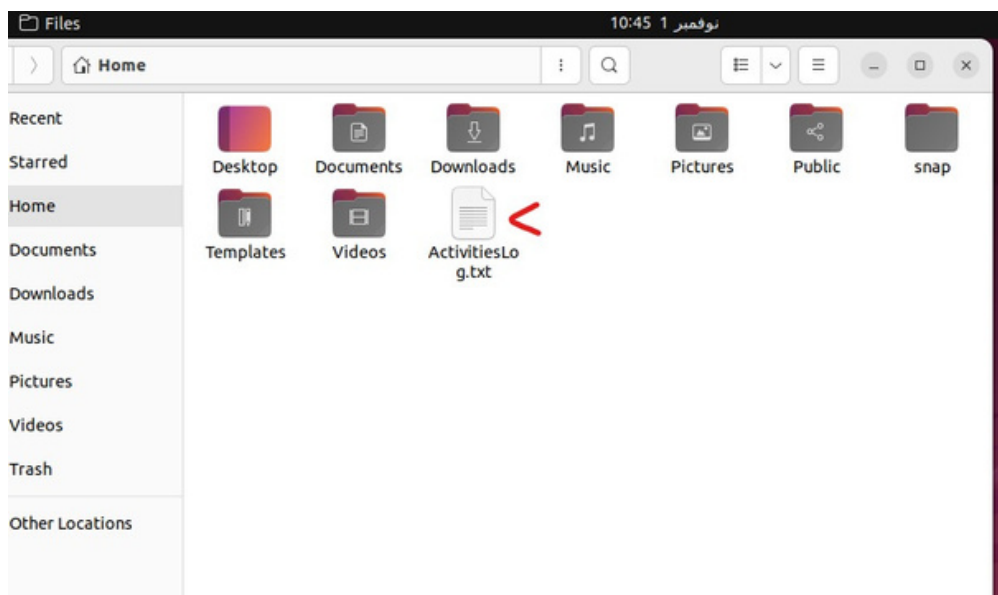 Files
نوفمبر 1 10:45
Home
Recent
Starred
Home
Documents
Downloads
Music
Pictures
Videos
Trash
Other Locations
Desktop
Documents
Downloads
Music
Pictures
Public
snap
Templates
Videos
ActivitiesLo
g.txt